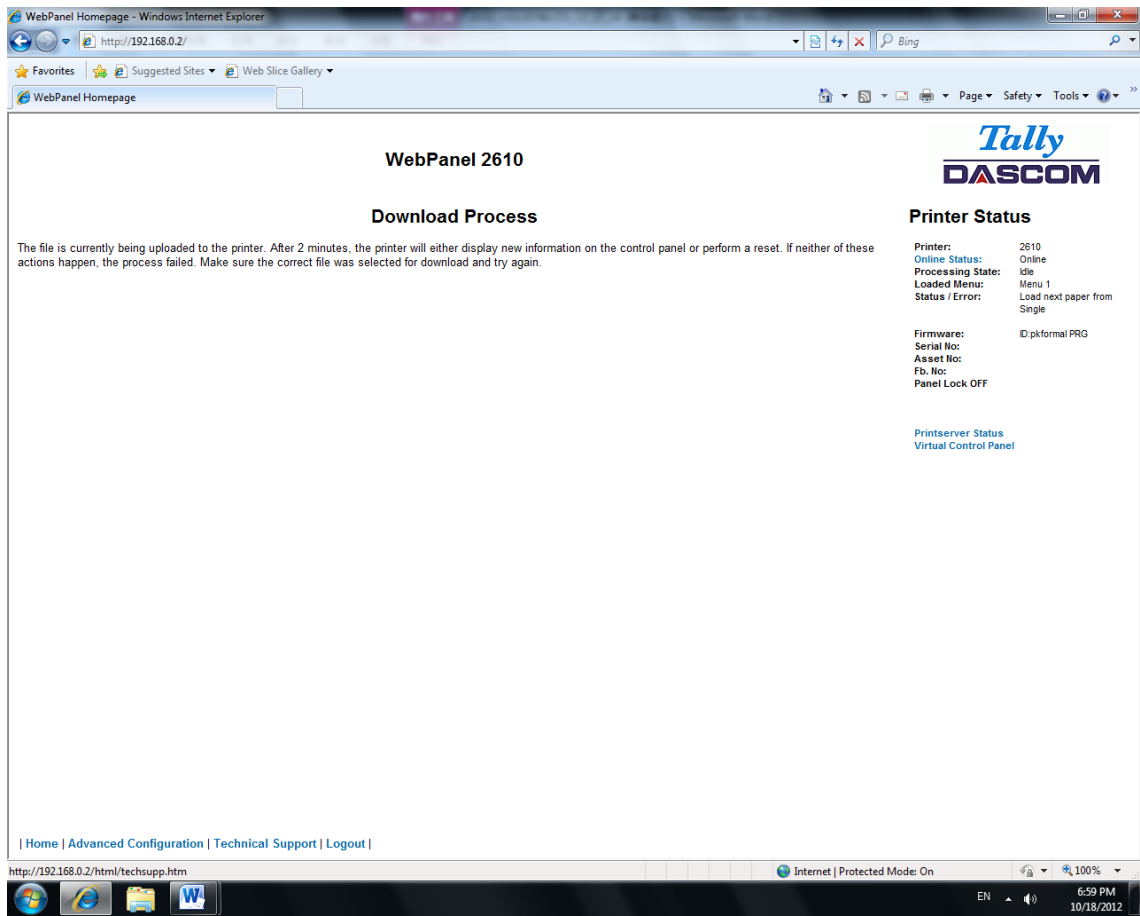 WebPanel Homepage - Windows Internet Explorer
http://192.168.0.2/
Bing
Favorites
Suggested Sites
Web Slice Gallery
WebPanel Homepage
Page
Safety
Tools
WebPanel 2610
Tally
DASCOM
Download Process
The file is currently being uploaded to the printer. After 2 minutes, the printer will either display new information on the control panel or perform a reset. If neither of these
actions happen, the process failed. Make sure the correct file was selected for download and try again.
Printer Status
Printer: 2610
Online Status: Online
Processing State: Idle
Loaded Menu: Menu 1
Status / Error: Load next paper from
Single
Firmware: ID:pkformal PRG
Serial No:
Asset No:
Fb. No:
Panel Lock OFF
Printserver Status
Virtual Control Panel
| Home | Advanced Configuration | Technical Support | Logout |
http://192.168.0.2/html/techsupp.htm
Internet | Protected Mode: On
100%
EN
6:59 PM
10/18/2012